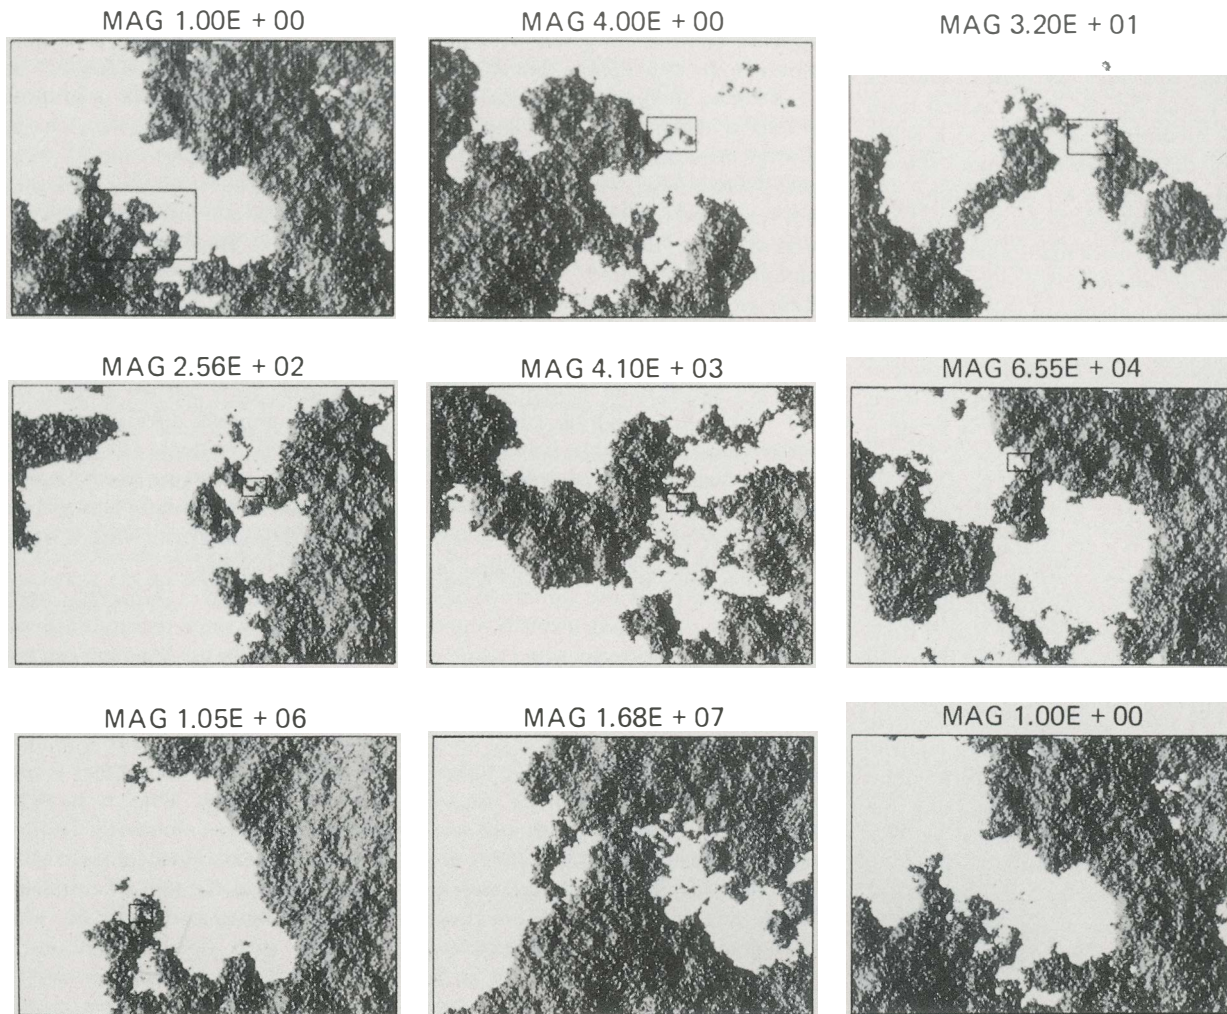 MAG 1.00E + 00
MAG 4.00E + 00
MAG 3.20E + 01
MAG 2.56E + 02
MAG 4.10E + 03
MAG 6.55E + 04
MAG 1.05E + 06
MAG 1.68E + 07
MAG 1.00E + 00